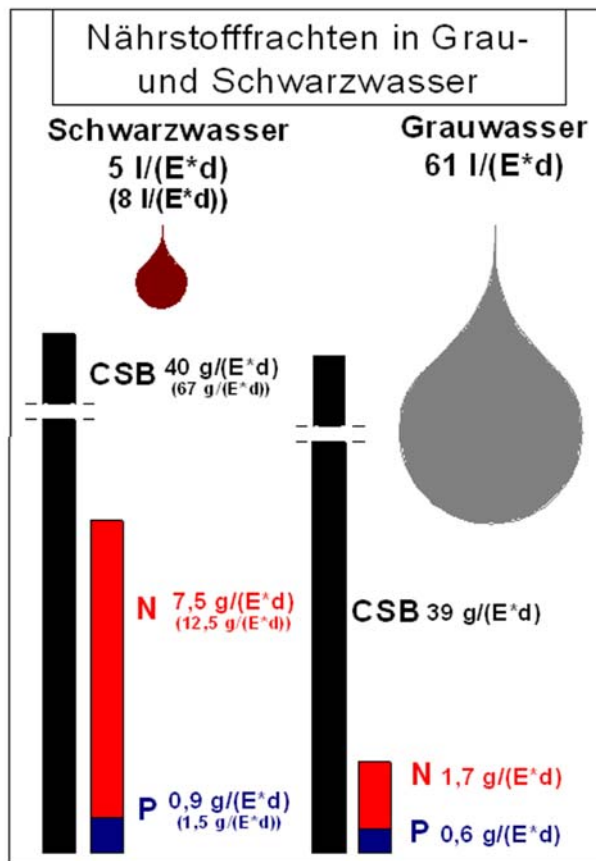 Nährstofffrachten in Grau-
und Schwarzwasser
Schwarzwasser
5 l/(E*d)
(8 l/(E*d))
Grauwasser
61 l/(E*d)
CSB 40 g/(E*d)
(67 g/(E*d))
N 7,5 g/(E*d)
(12,5 g/(E*d))
P 0,9 g/(E*d)
(1,5 g/(E*d))
CSB 39 g/(E*d)
N 1,7 g/(E*d)
P 0,6 g/(E*d)